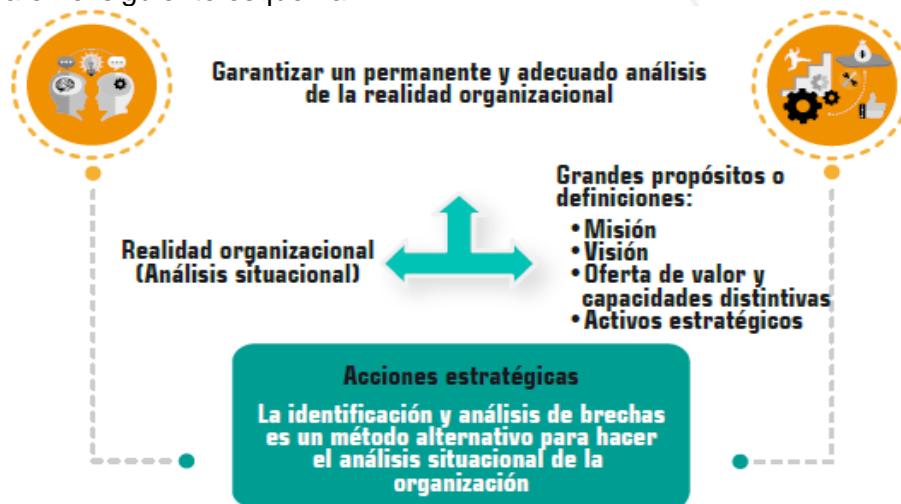 siguiente esquema
Garantizar un permanente y adecuado análisis
de la realidad organizacional
Grandes propósitos o
definiciones:
•Misión
•Visión
•Oferta de valor y
capacidades distintivas
•Activos estratégicos
Realidad organizacional
(Análisis situacional)
Acciones estratégicas
La identificación y análisis de brechas
es un método alternativo para hacer
el análisis situacional de la
organización